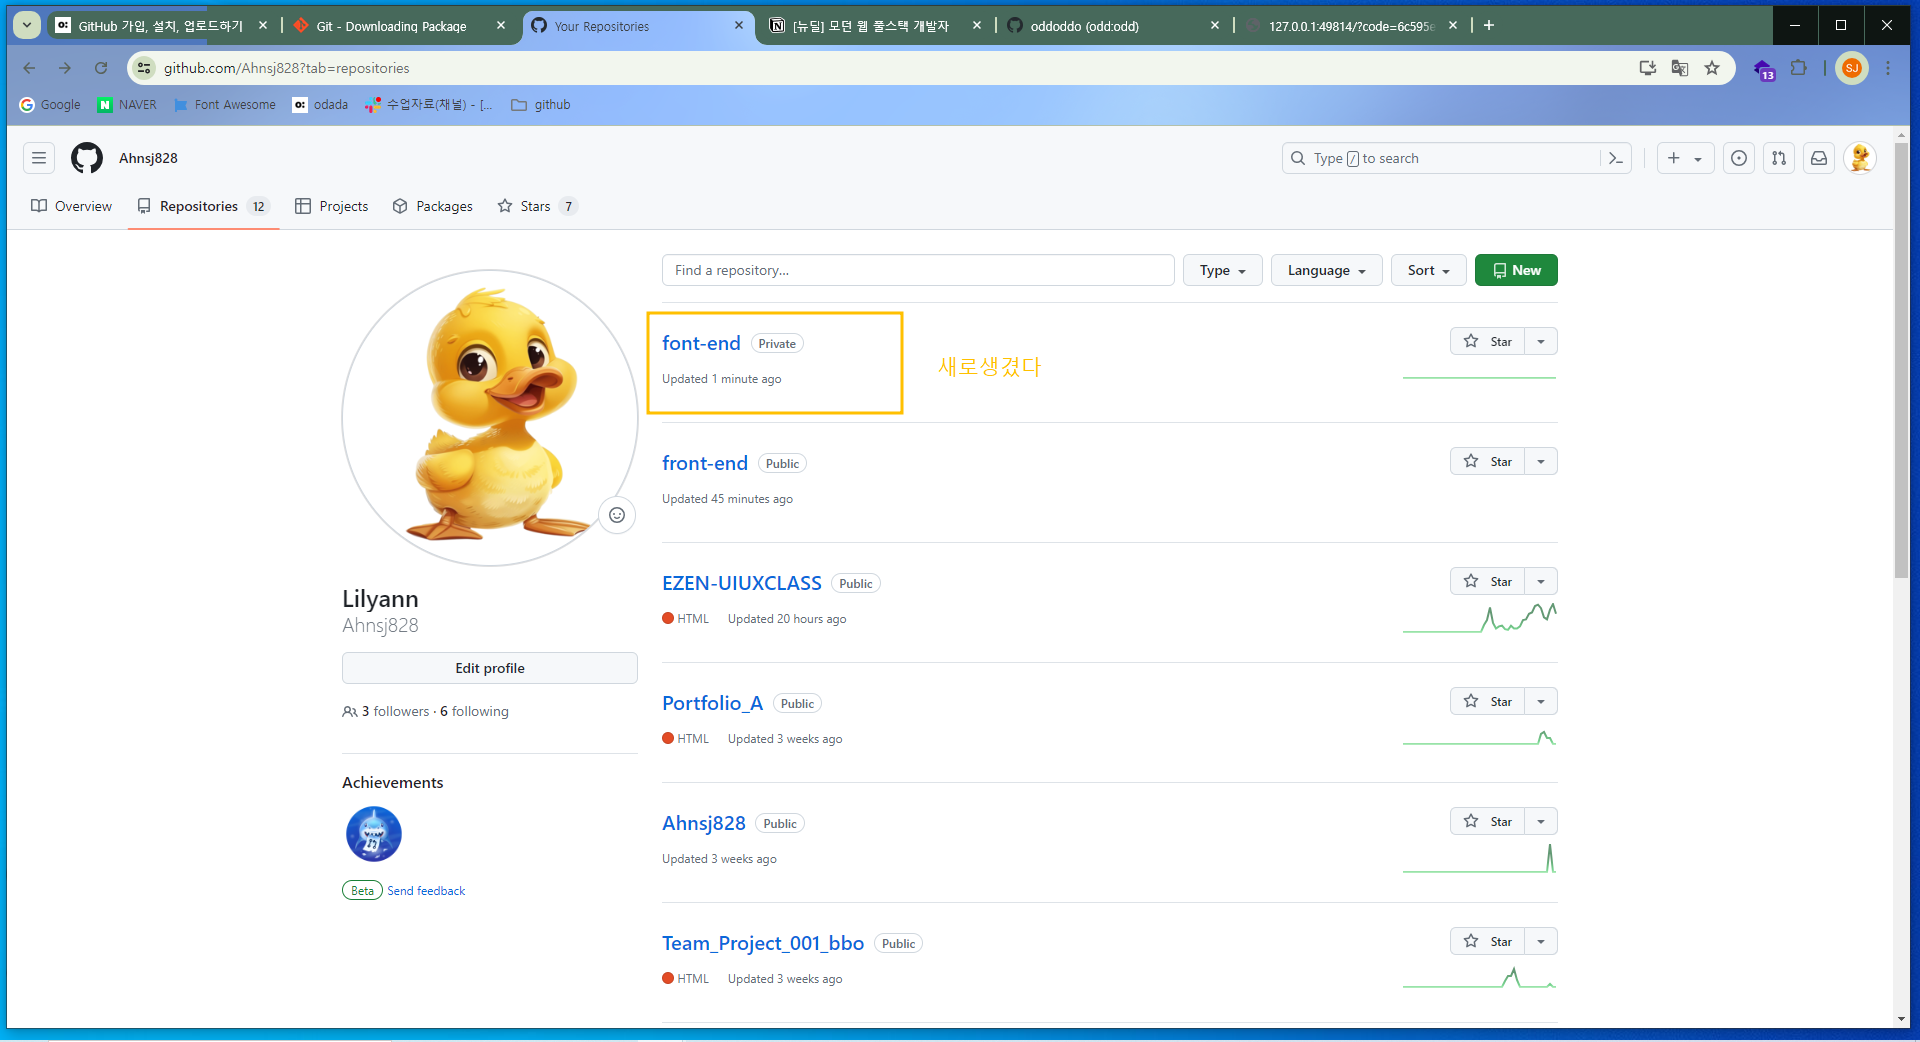 GitHub 가입, 설치, 업로드하기
Git - Downloading Package
Your Repositories
[뉴딜] 모던 웹 풀스택 개발자
oddoddo (odd:odd)
127.0.0.1:49814/?code=6c595e
github.com/Ahnsj828?tab=repositories
13
SJ
Google
NAVER
Font Awesome
odada
수업자료(채널) - [...
github
Ahnsj828
Type / to search
Overview
Repositories 12
Projects
Packages
Stars 7
Find a repository...
Type
Language
Sort
New
font-end Private
Updated 1 minute ago
Star
새로생겼다
front-end Public
Updated 45 minutes ago
Star
EZEN-UIUXCLASS Public
HTML Updated 20 hours ago
Star
Portfolio_A Public
HTML Updated 3 weeks ago
Star
Ahnsj828 Public
Updated 3 weeks ago
Star
Team_Project_001_bbo Public
HTML Updated 3 weeks ago
Star
Lilyann
Ahnsj828
Edit profile
3 followers · 6 following
Achievements
Beta Send feedback